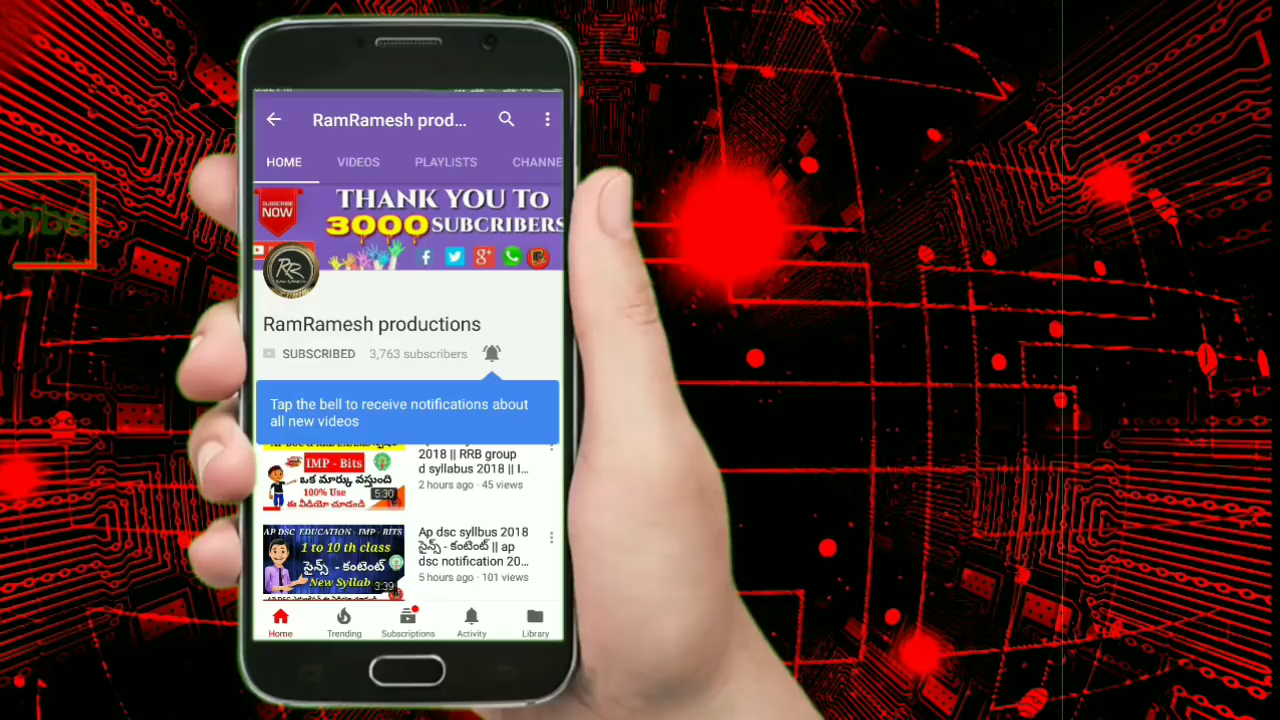 cribe
RamRamesh prod...
HOME VIDEOS PLAYLISTS CHANNE
SUBSCRIBE
NOW
THANK YOU TO
3000 SUBCRIBERS
RR
RamRamesh productions
SUBSCRIBED 3,763 subscribers
Tap the bell to receive notifications about
all new videos
IMP - Bits
ఒక మార్కు వస్తుంది
100% Use
ఈ వీడియో చూడండి
5:30
2018 || RRB group
d syllabus 2018 || I...
2 hours ago · 45 views
AP DSC EDUCATION - IMP - BITS
1 to 10 th class
సైన్స్ - కంటెంట్
New Syllab
3:39
Ap dsc syllbus 2018
సైన్స్ - కంటెంట్ || ap
dsc notification 20...
5 hours ago · 101 views
Home Trending Subscriptions Activity Library